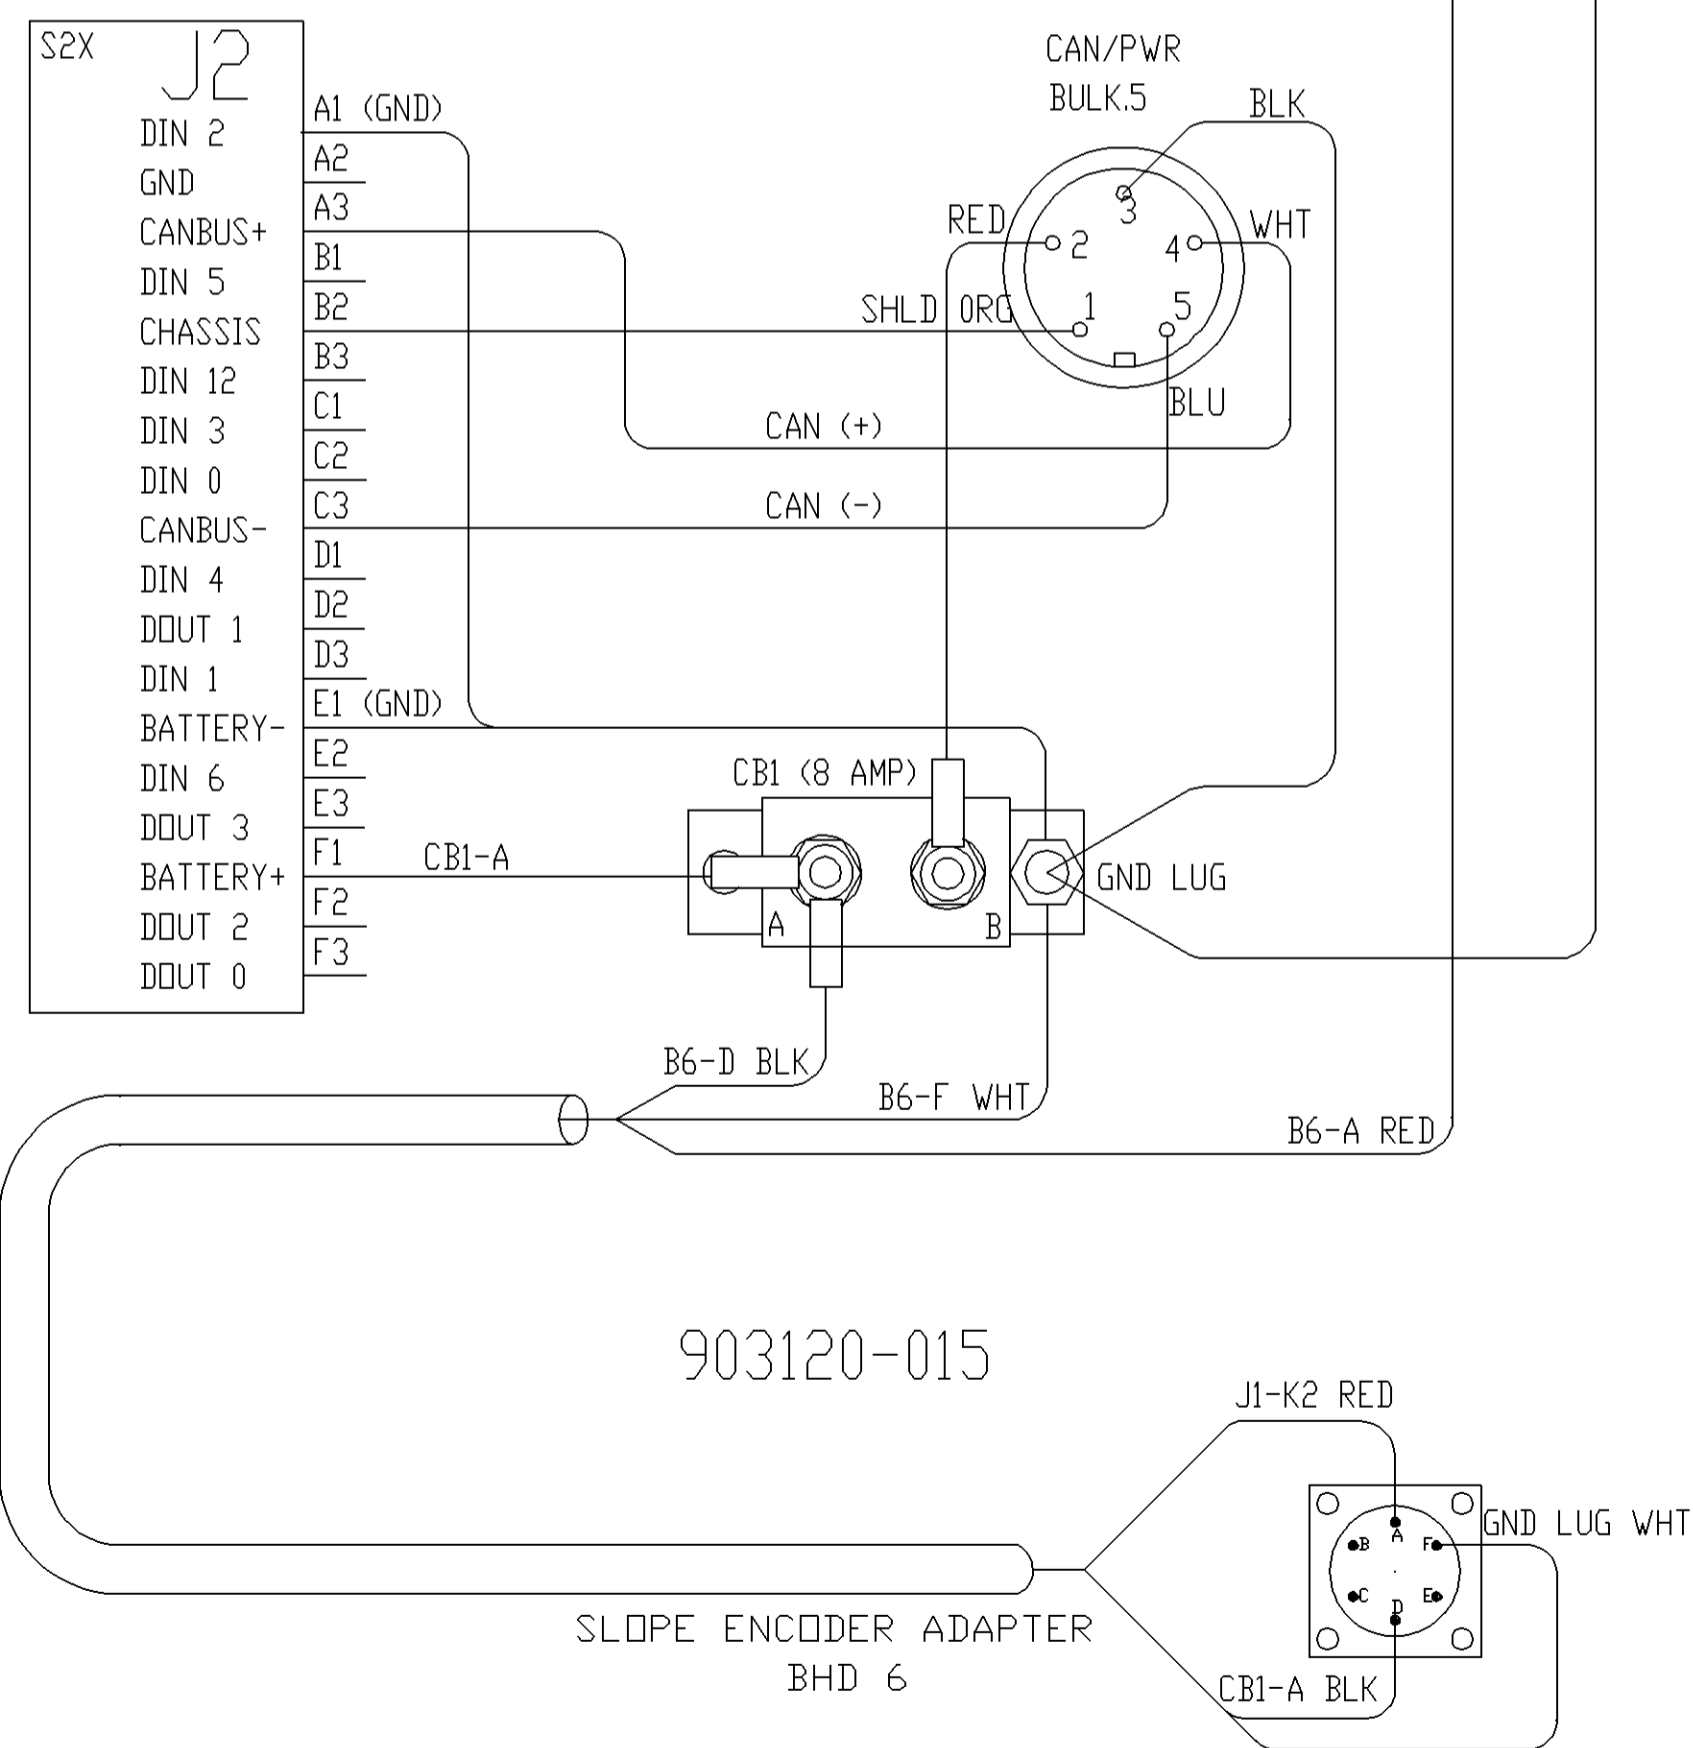 S2X
J2
DIN 2
A1 (GND)
GND
A2
CANBUS+
A3
DIN 5
B1
CHASSIS
B2
DIN 12
B3
DIN 3
C1
DIN 0
C2
CANBUS-
C3
DIN 4
D1
DOUT 1
D2
DIN 1
D3
BATTERY-
E1 (GND)
DIN 6
E2
DOUT 3
E3
BATTERY+
F1
DOUT 2
F2
DOUT 0
F3
CAN/PWR
BULK.5
BLK
RED
WHT
3
2
4
SHLD ORG
1
5
BLU
CAN (+)
CAN (-)
CB1 (8 AMP)
CB1-A
GND LUG
A
B
B6-D BLK
B6-F WHT
B6-A RED
903120-015
J1-K2 RED
GND LUG WHT
A
B
F
C
E
D
CB1-A BLK
SLOPE ENCODER ADAPTER
BHD 6